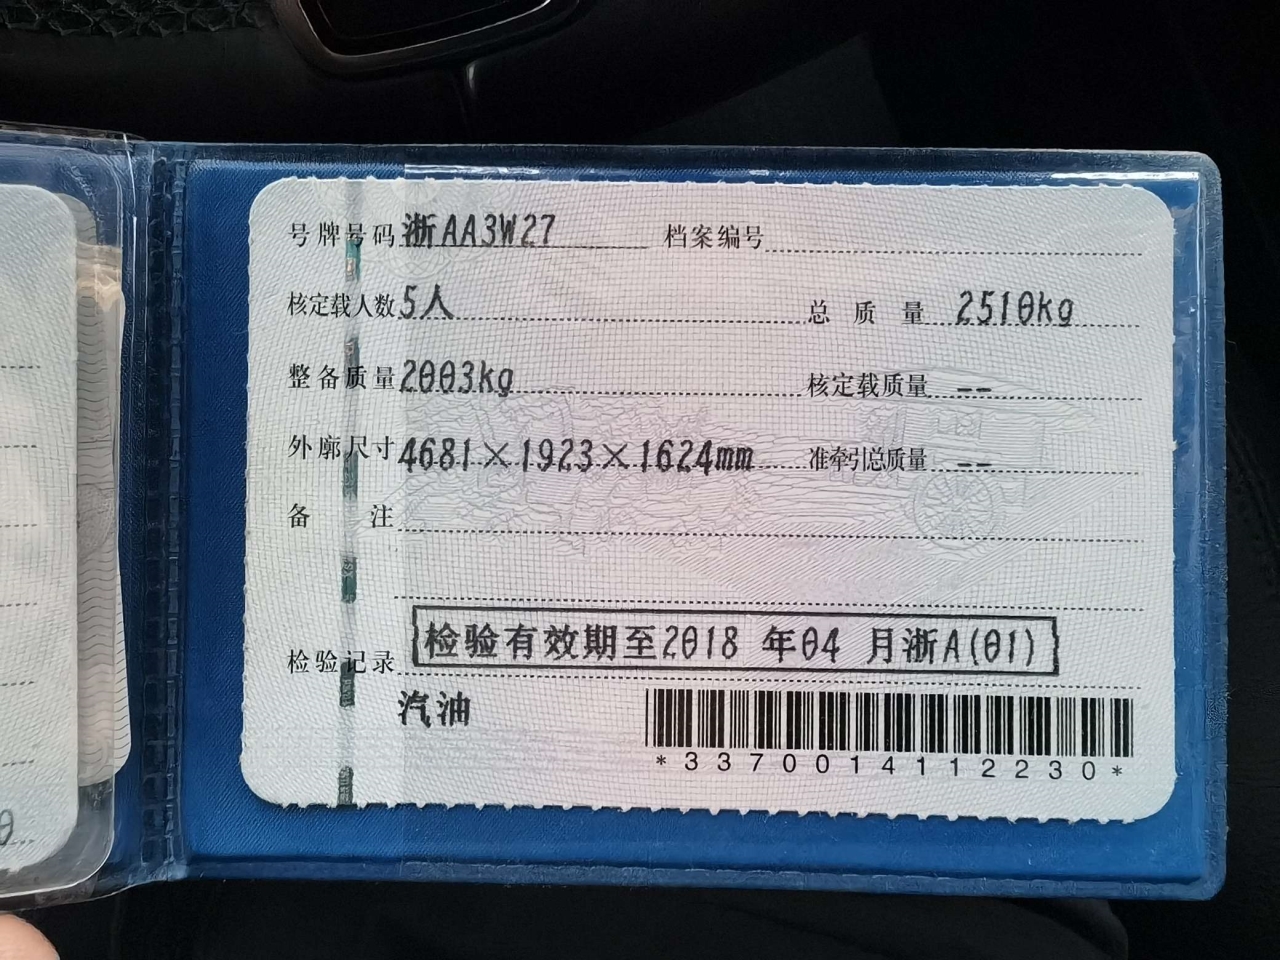 号牌号码 浙AA3W27 档案编号
核定载人数 5人 总质量 2510kg
整备质量 2003kg 核定载质量 --
外廓尺寸 4681×1923×1624mm 准牵引总质量 --
备注
检验记录 检验有效期至2018 年04 月浙A(01)
汽油
*3370014112230*
0